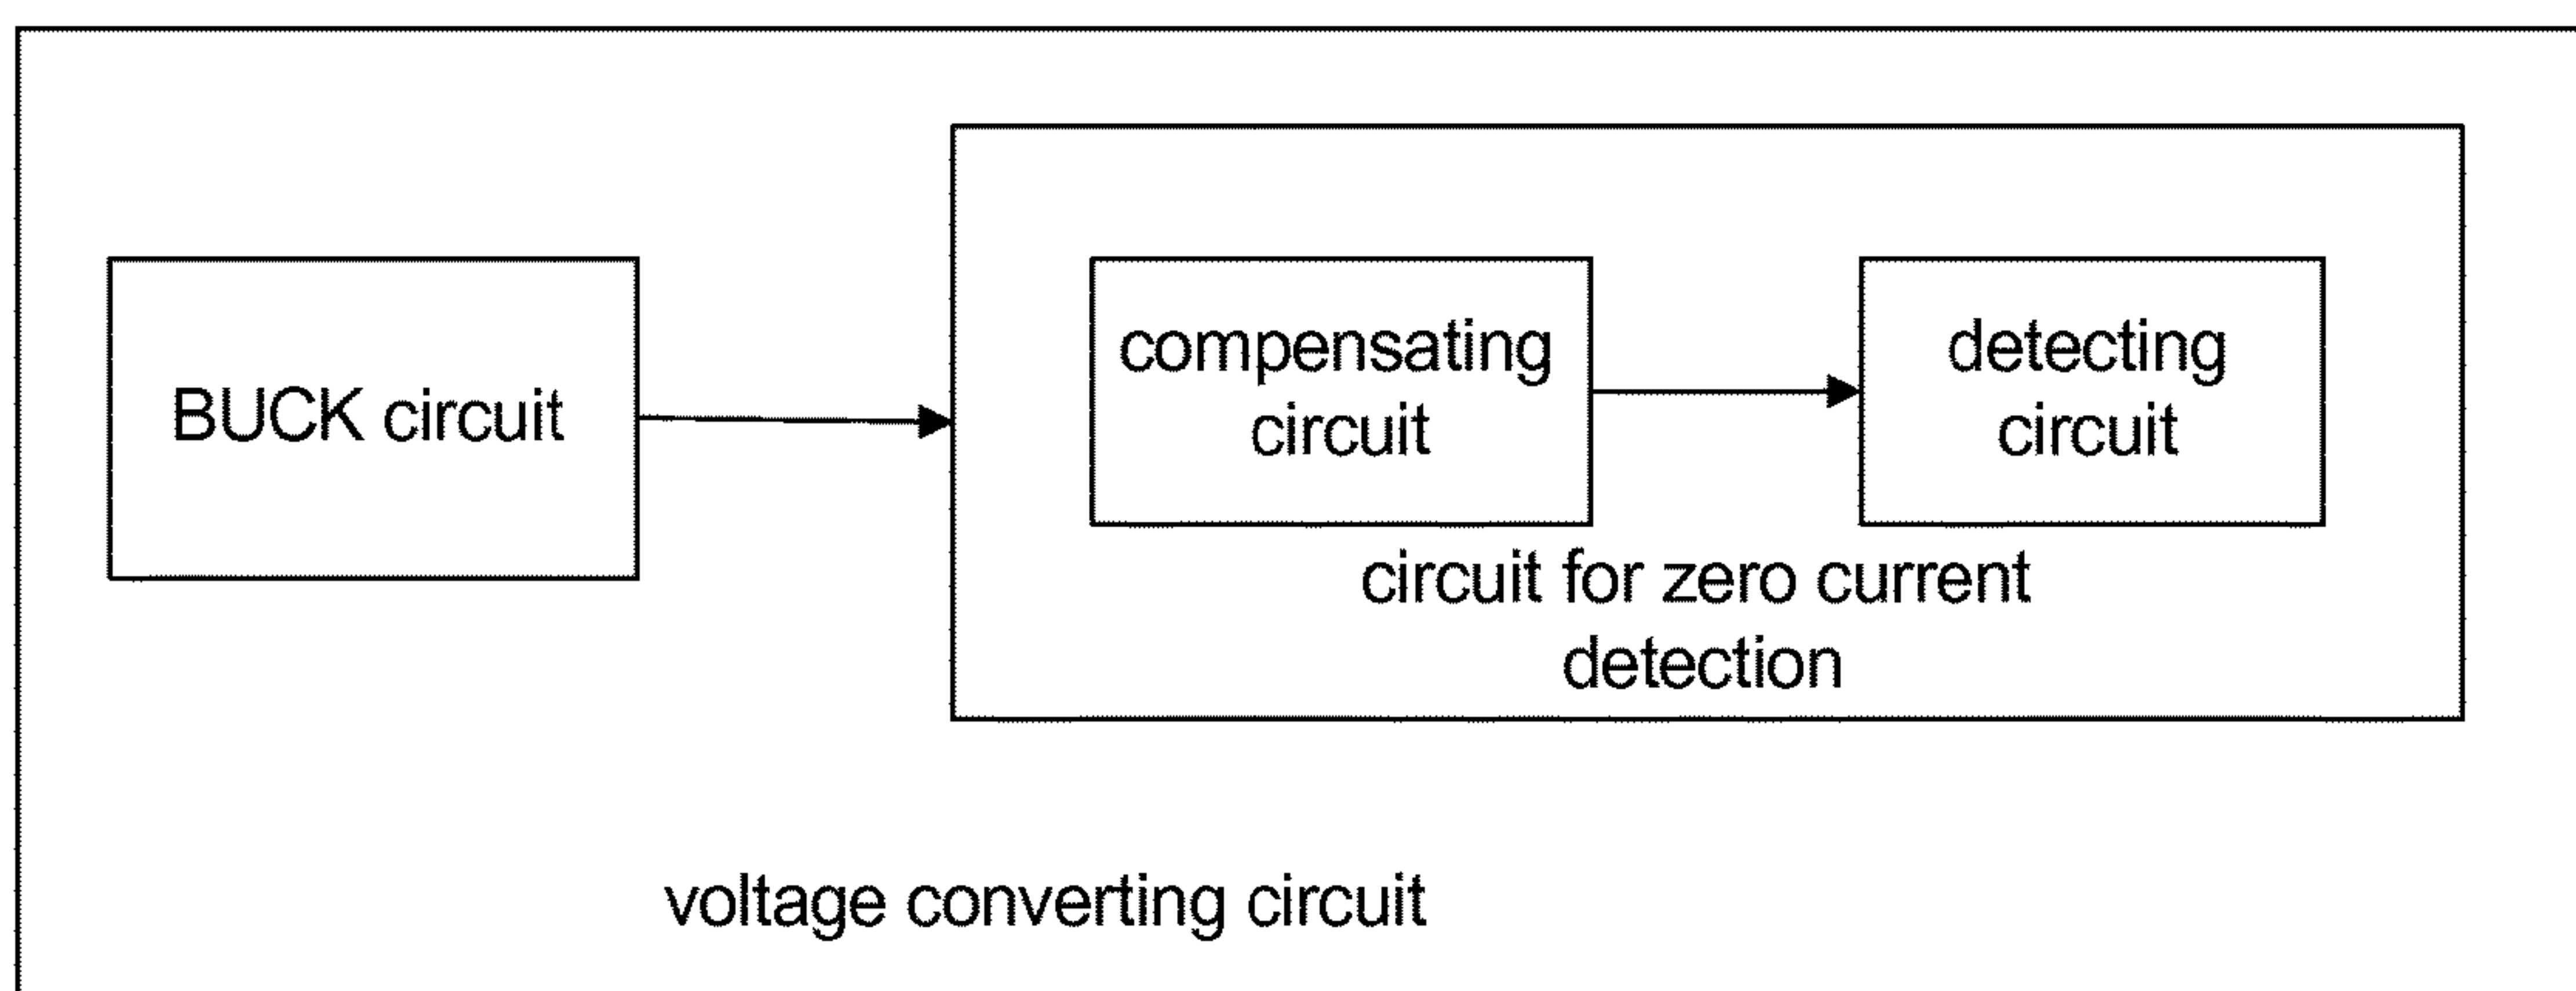 BUCK circuit
compensating
circuit
detecting
circuit
circuit for zero current
detection
voltage converting circuit